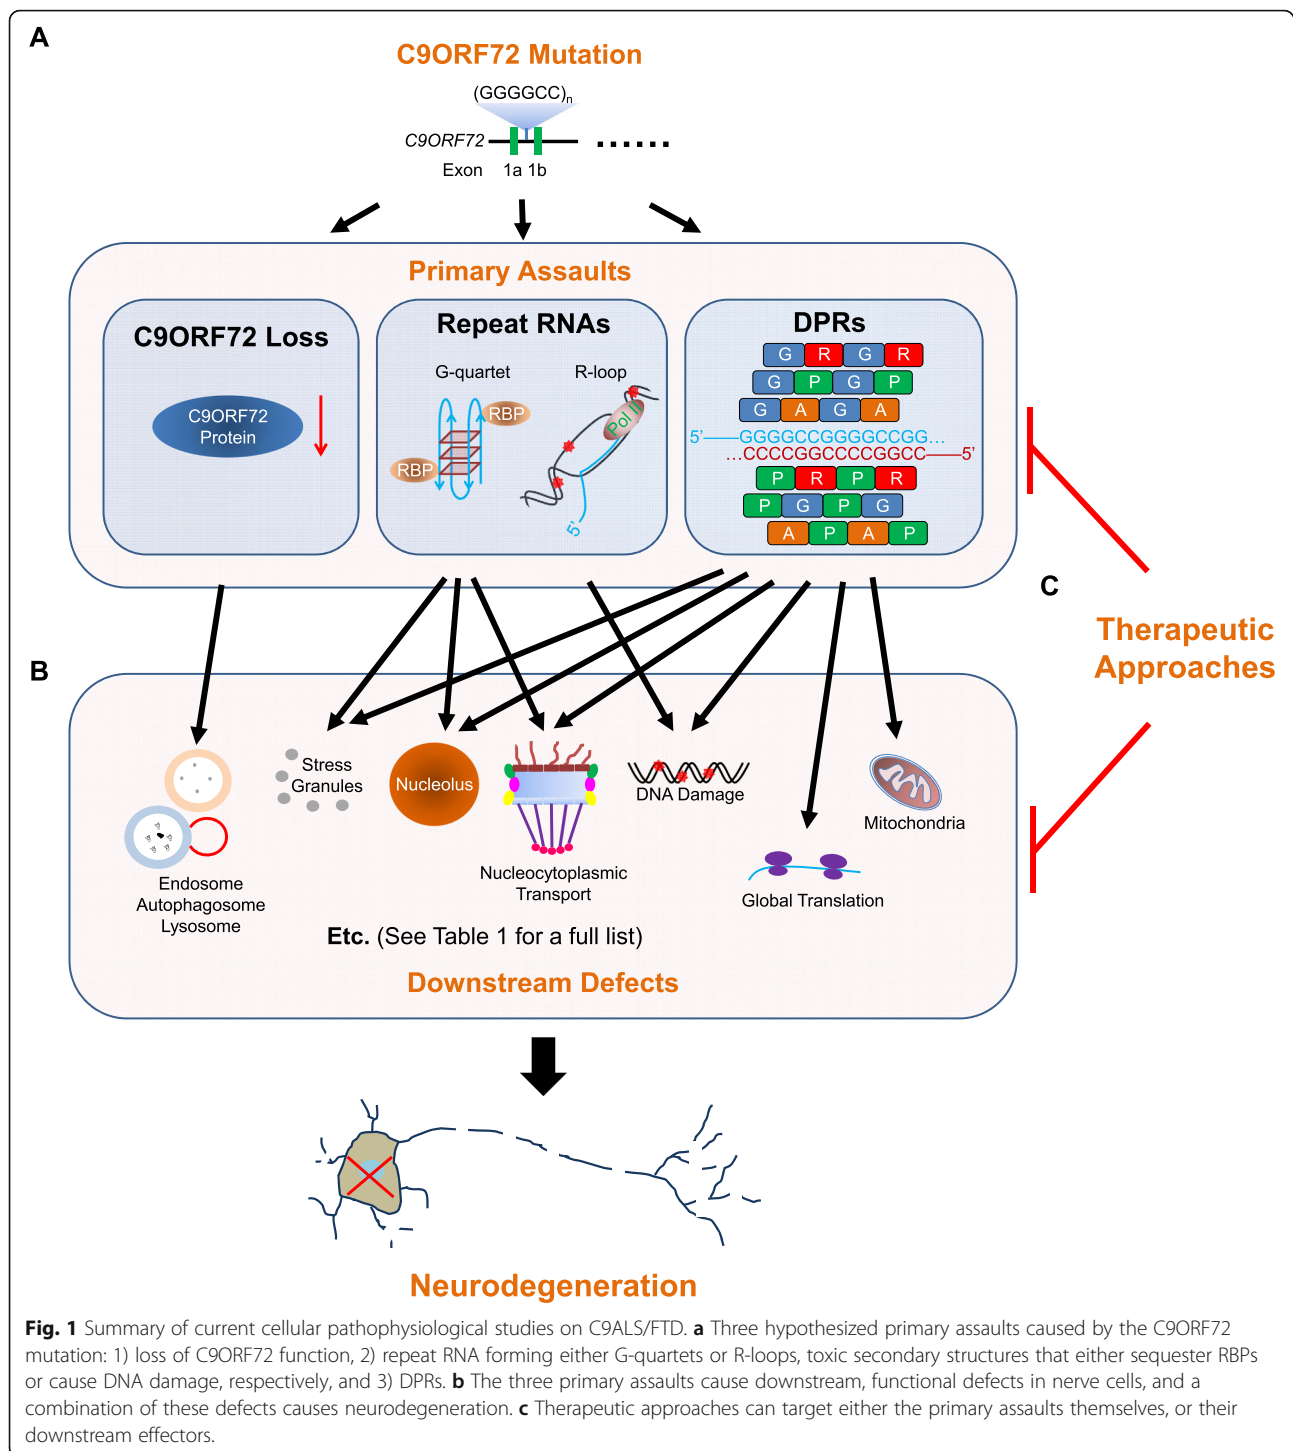 A
C9ORF72 Mutation
(GGGGCC)n
C9ORF72
......
Exon 1a 1b
Primary Assaults
C9ORF72 Loss
C9ORF72
Protein
Repeat RNAs
G-quartet
R-loop
RBP
RBP
Pol II
5'
DPRs
G R G R
G P G P
G A G A
5'——GGGGCCGGGGCCGG...
...CCCCGGCCCCGGCC——5'
P R P R
P G P G
A P A P
C
Therapeutic
Approaches
B
Endosome
Autophagosome
Lysosome
Stress
Granules
Nucleolus
Nucleocytoplasmic
Transport
DNA Damage
Global Translation
Mitochondria
Etc. (See Table 1 for a full list)
Downstream Defects
Neurodegeneration
Fig. 1 Summary of current cellular pathophysiological studies on C9ALS/FTD. a Three hypothesized primary assaults caused by the C9ORF72
mutation: 1) loss of C9ORF72 function, 2) repeat RNA forming either G-quartets or R-loops, toxic secondary structures that either sequester RBPs
or cause DNA damage, respectively, and 3) DPRs. b The three primary assaults cause downstream, functional defects in nerve cells, and a
combination of these defects causes neurodegeneration. c Therapeutic approaches can target either the primary assaults themselves, or their
downstream effectors.